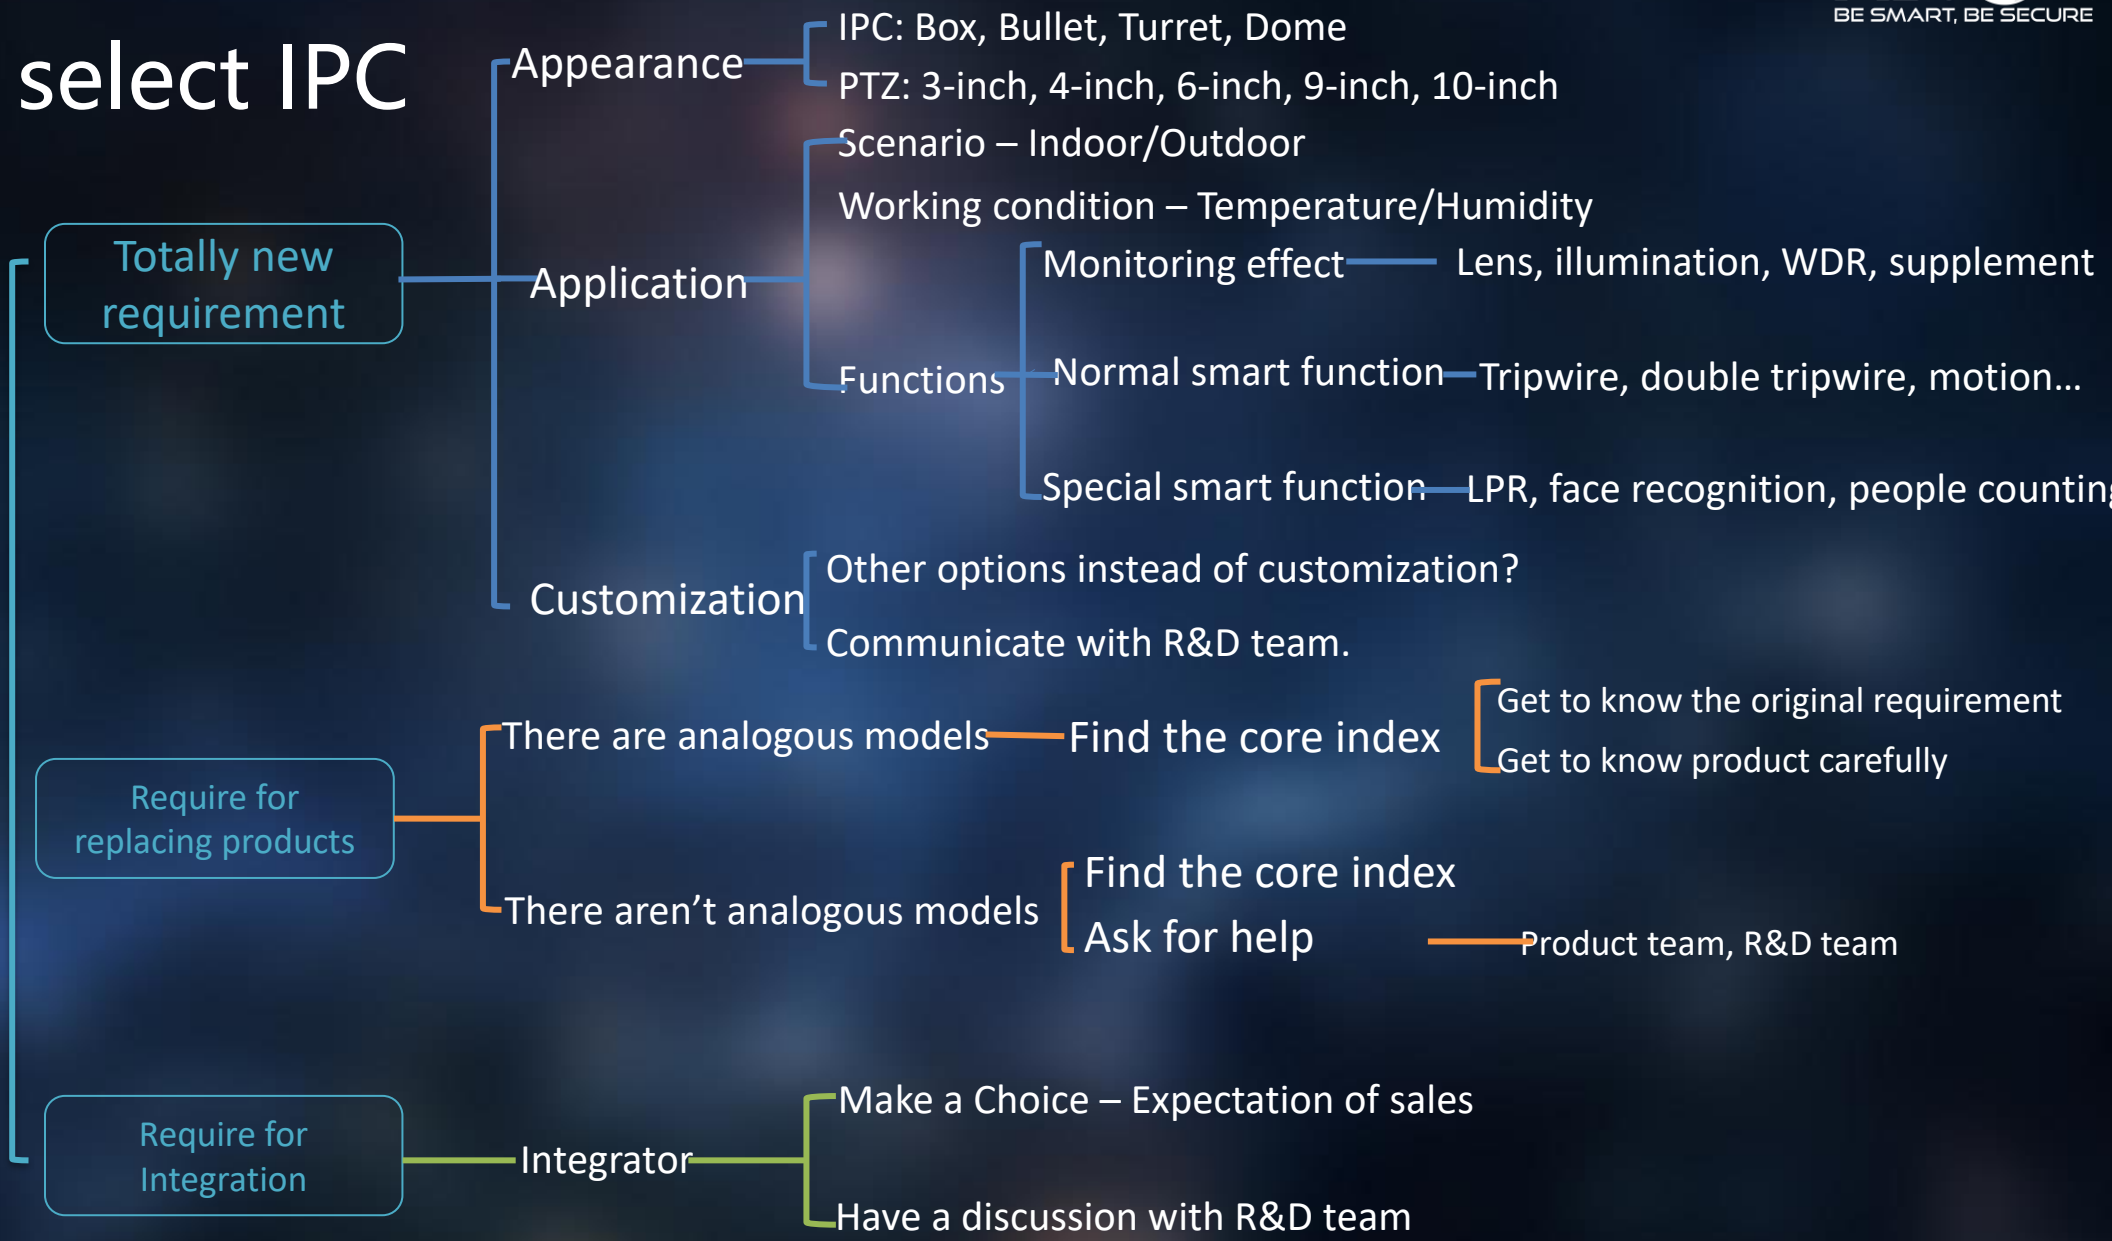 BE SMART, BE SECURE
select IPC
Appearance
IPC: Box, Bullet, Turret, Dome
PTZ: 3-inch, 4-inch, 6-inch, 9-inch, 10-inch
Totally new
requirement
Application
Scenario – Indoor/Outdoor
Working condition – Temperature/Humidity
Functions
Monitoring effect
Lens, illumination, WDR, supplement
Normal smart function
Tripwire, double tripwire, motion...
Special smart function
LPR, face recognition, people counting
Customization
Other options instead of customization?
Communicate with R&D team.
Require for
replacing products
There are analogous models
Find the core index
Get to know the original requirement
Get to know product carefully
There aren’t analogous models
Find the core index
Ask for help
Product team, R&D team
Require for
Integration
Integrator
Make a Choice – Expectation of sales
Have a discussion with R&D team